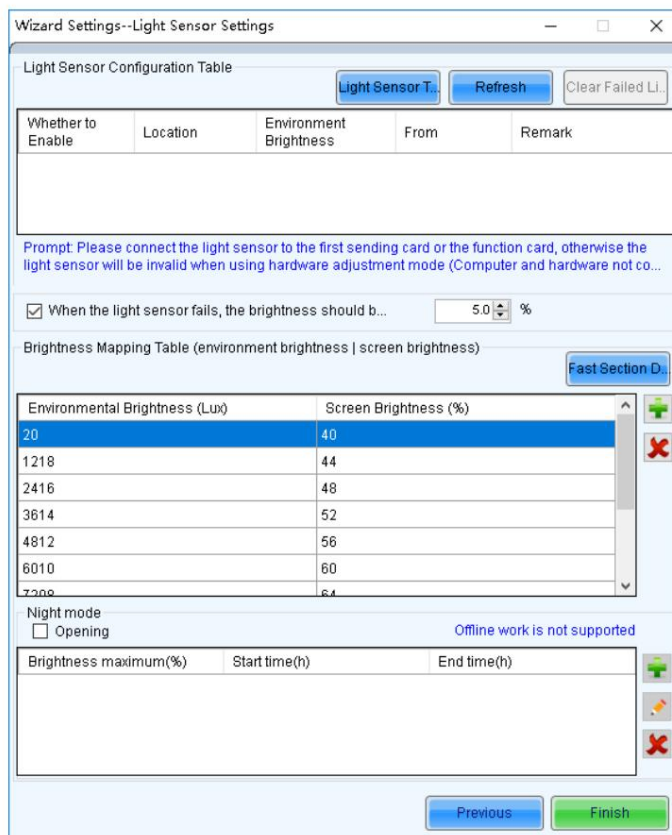 Wizard Settings--Light Sensor Settings
Light Sensor Configuration Table
Light Sensor T... Refresh Clear Failed Li..
Whether to Enable Location Environment Brightness From Remark
Prompt: Please connect the light sensor to the first sending card or the function card, otherwise the
light sensor will be invalid when using hardware adjustment mode (Computer and hardware not co...
When the light sensor fails, the brightness should b... 5.0 %
Brightness Mapping Table (environment brightness | screen brightness)
Fast Section D...
Environmental Brightness (Lux) Screen Brightness (%)
20 40
1218 44
2416 48
3614 52
4812 56
6010 60
7208 64
Night mode
Opening Offline work is not supported
Brightness maximum(%) Start time(h) End time(h)
Previous Finish